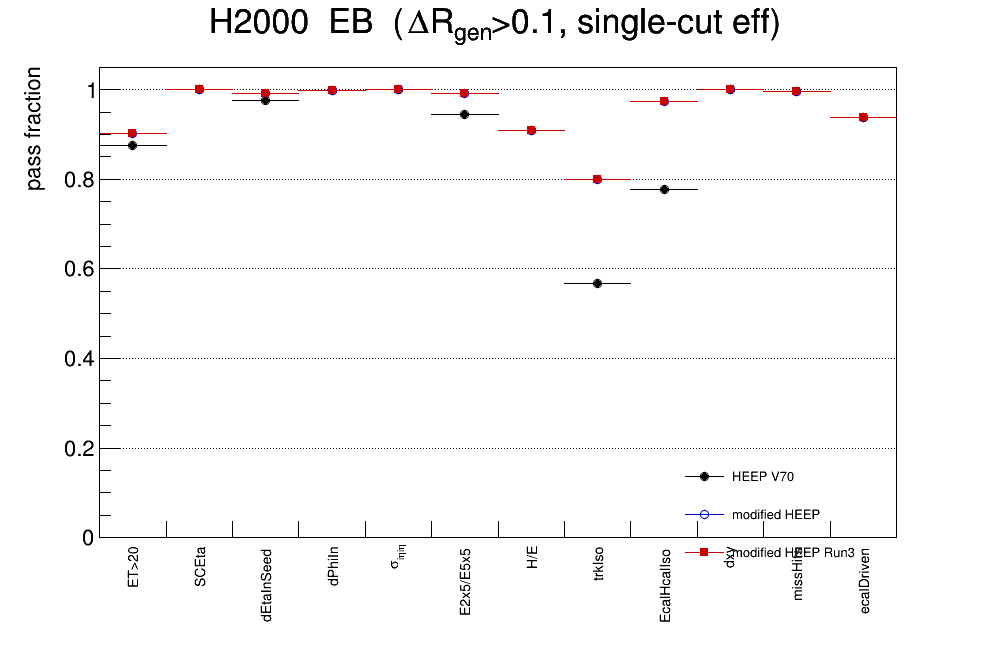 H2000 EB (ΔRgen>0.1, single-cut eff)
pass fraction
1
0.8
0.6
0.4
0.2
0
HEEP V70
modified HEEP
modified HEEP Run3
ET>20
SCEta
dEtaInSeed
dPhiIn
σiηiη
E2x5/E5x5
H/E
trkIso
EcalHcalIso
dxy
missHits
ecalDriven